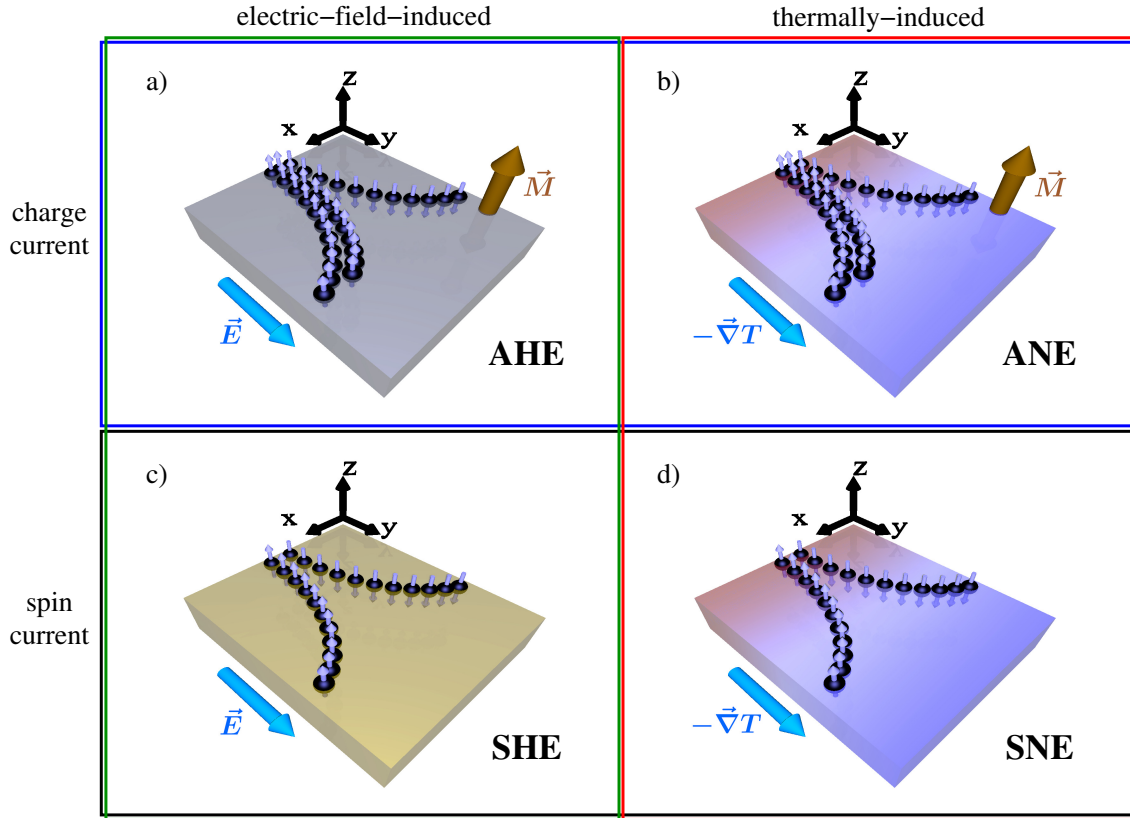 electric-field-induced
thermally-induced
charge
current
spin
current
a)
z
x
y
M⃗
E⃗
AHE
b)
z
x
y
M⃗
−∇⃗T
ANE
c)
z
x
y
E⃗
SHE
d)
z
x
y
−∇⃗T
SNE